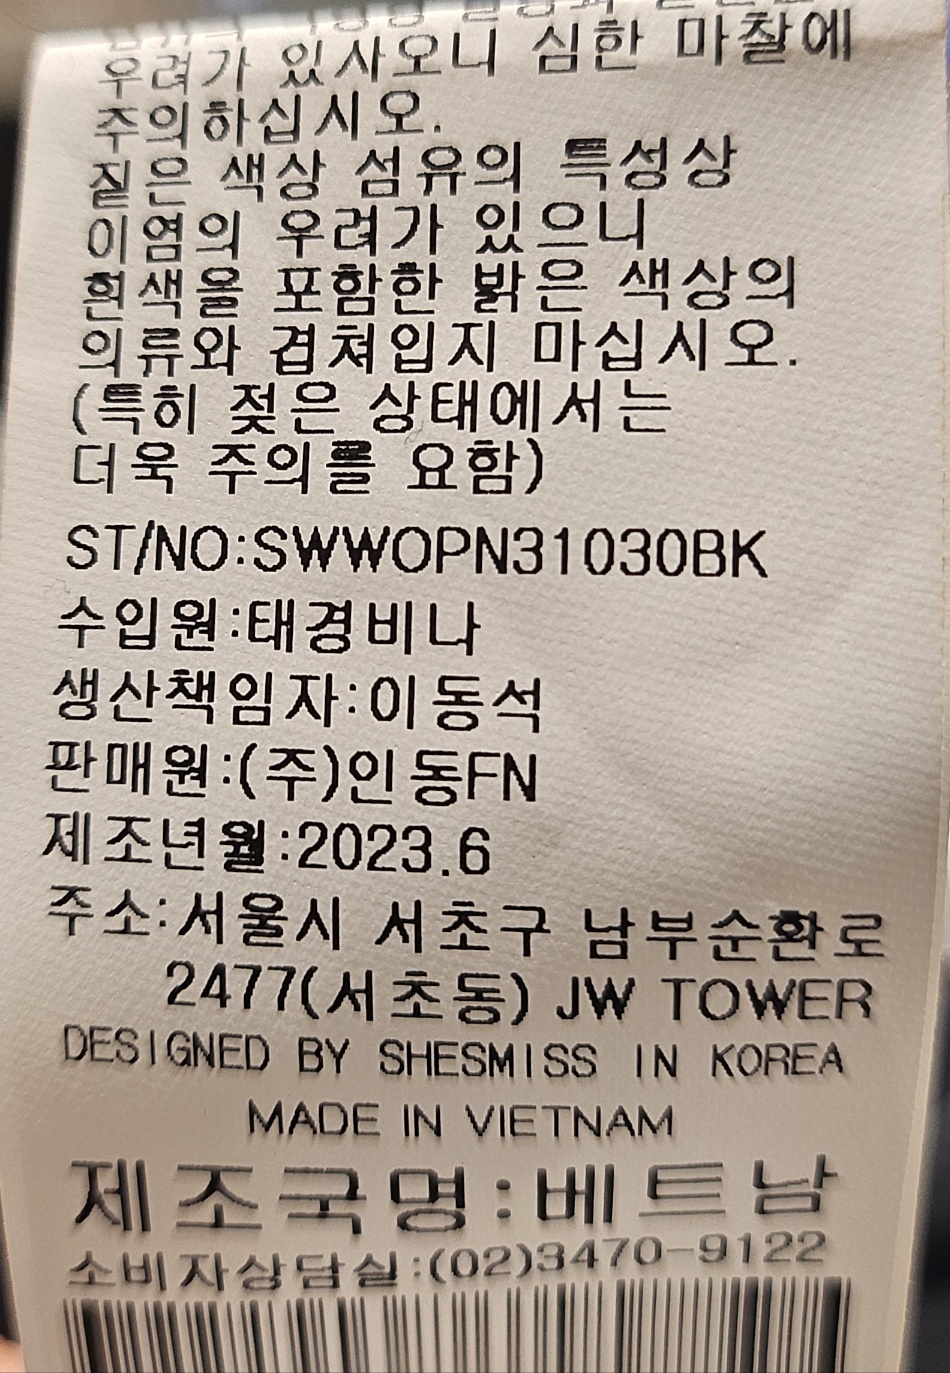 우려가 있사오니 심한 마찰에
주의하십시오.
짙은 색상 섬유의 특성상
이염의 우려가 있으니
흰색을 포함한 밝은 색상의
의류와 겹쳐입지 마십시오.
(특히 젖은 상태에서는
더욱 주의를 요함)
ST/NO:SWWOPN31030BK
수입원:태경비나
생산책임자:이동석
판매원:(주)인동FN
제조년월:2023.6
주소:서울시 서초구 남부순환로
2477(서초동) JW TOWER
DESIGNED BY SHESMISS IN KOREA
MADE IN VIETNAM
제조국명:베트남
소비자상담실:(02)3470-9122